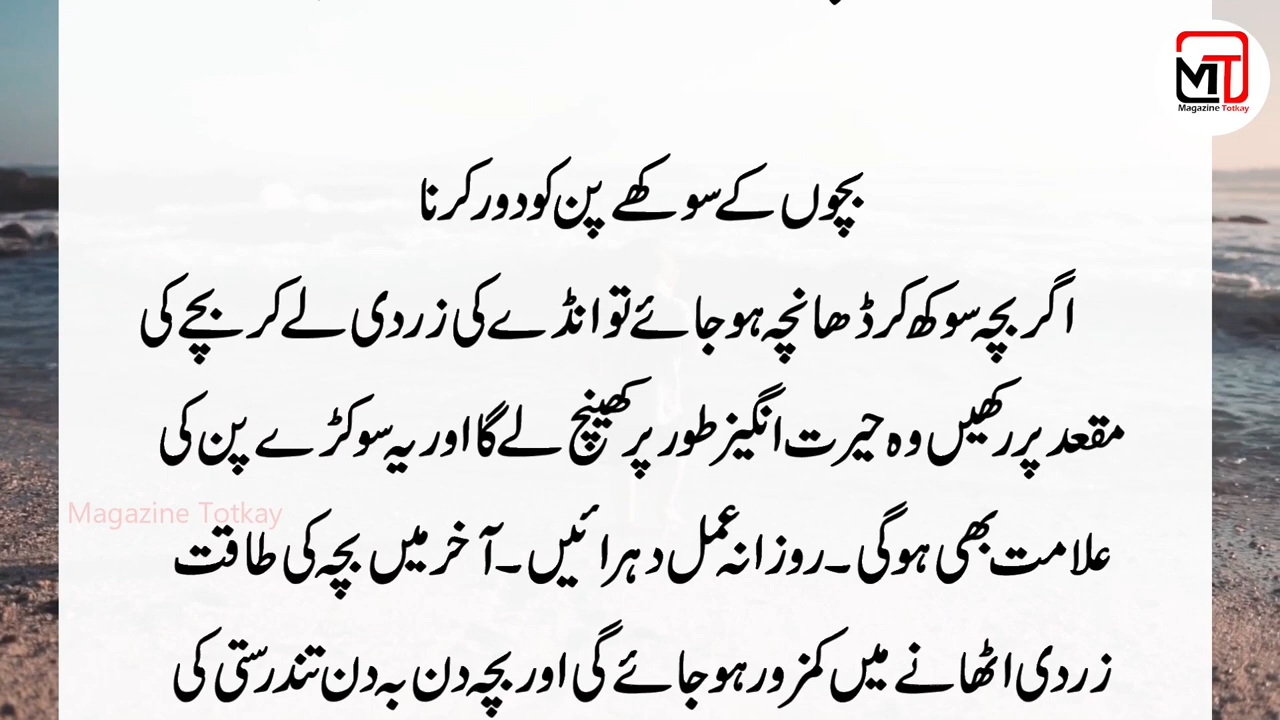 MT
Magazine Totkay
بچوں کے سوکھے پن کو دور کرنا
اگر بچہ سوکھ کر ڈھانچہ ہو جائے تو انڈے کی زردی لے کر بچے کی
مقعد پر رکھیں وہ حیرت انگیز طور پر کھینچ لے گا اور یہ سوکڑے پن کی
Magazine Totkay
علامت بھی ہوگی۔ روزانہ عمل دہرائیں۔ آخر میں بچہ کی طاقت
زردی اٹھانے میں کمزور ہو جائے گی اور بچہ دن بہ دن تندرستی کی